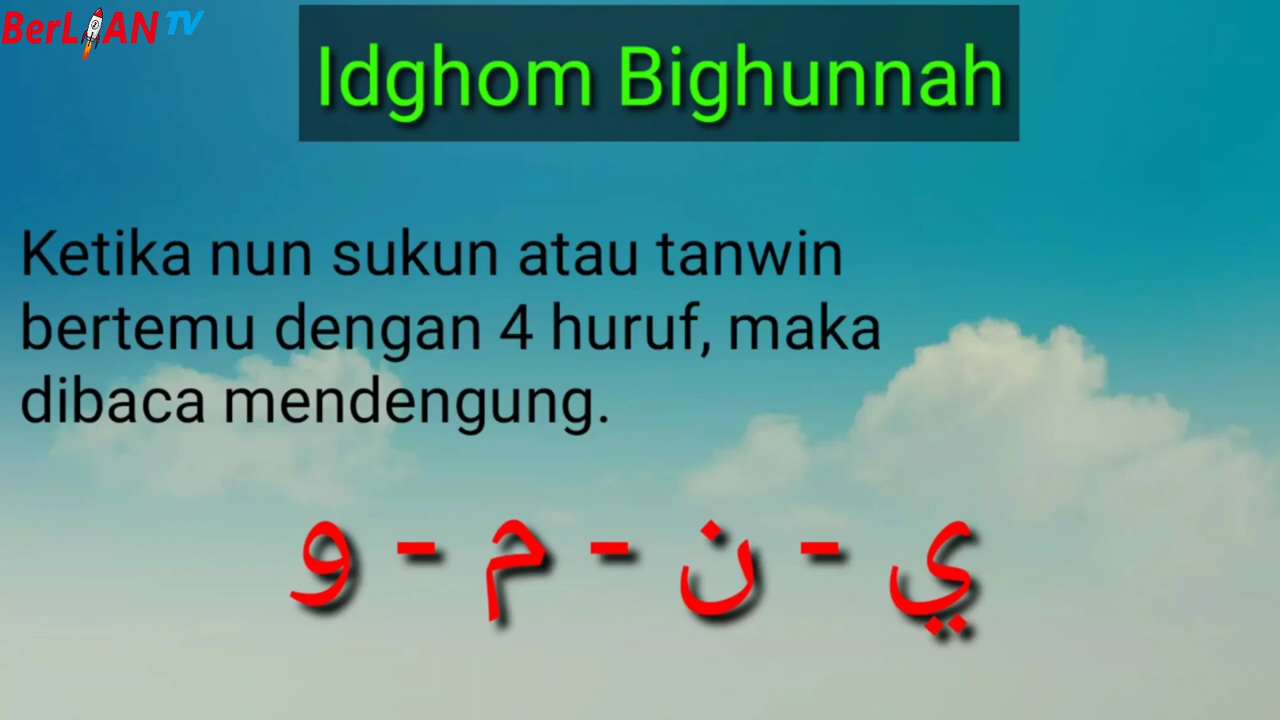 BerLIAN TV
Idghom Bighunnah
Ketika nun sukun atau tanwin
bertemu dengan 4 huruf, maka
dibaca mendengung.
ي - ن - م - و